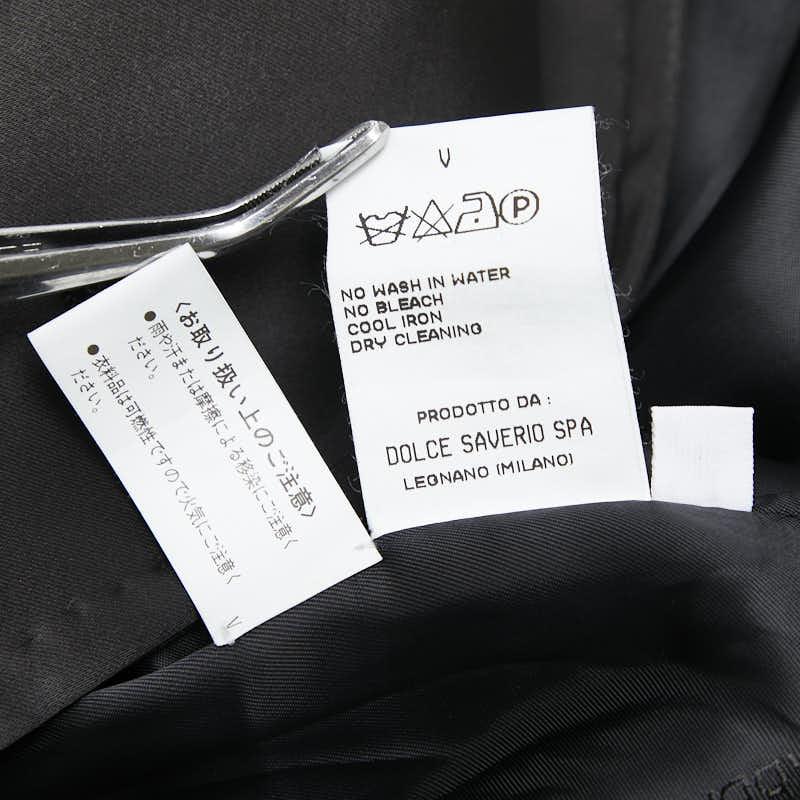 V
P
NO WASH IN WATER
NO BLEACH
COOL IRON
DRY CLEANING
PRODOTTO DA :
DOLCE SAVERIO SPA
LEGNANO (MILANO)
〈お取り扱い上のご注意〉
●雨や汗または摩擦による移染にご注意く
ださい。
●衣料品は可燃性ですので火気にご注意く
ださい。
V